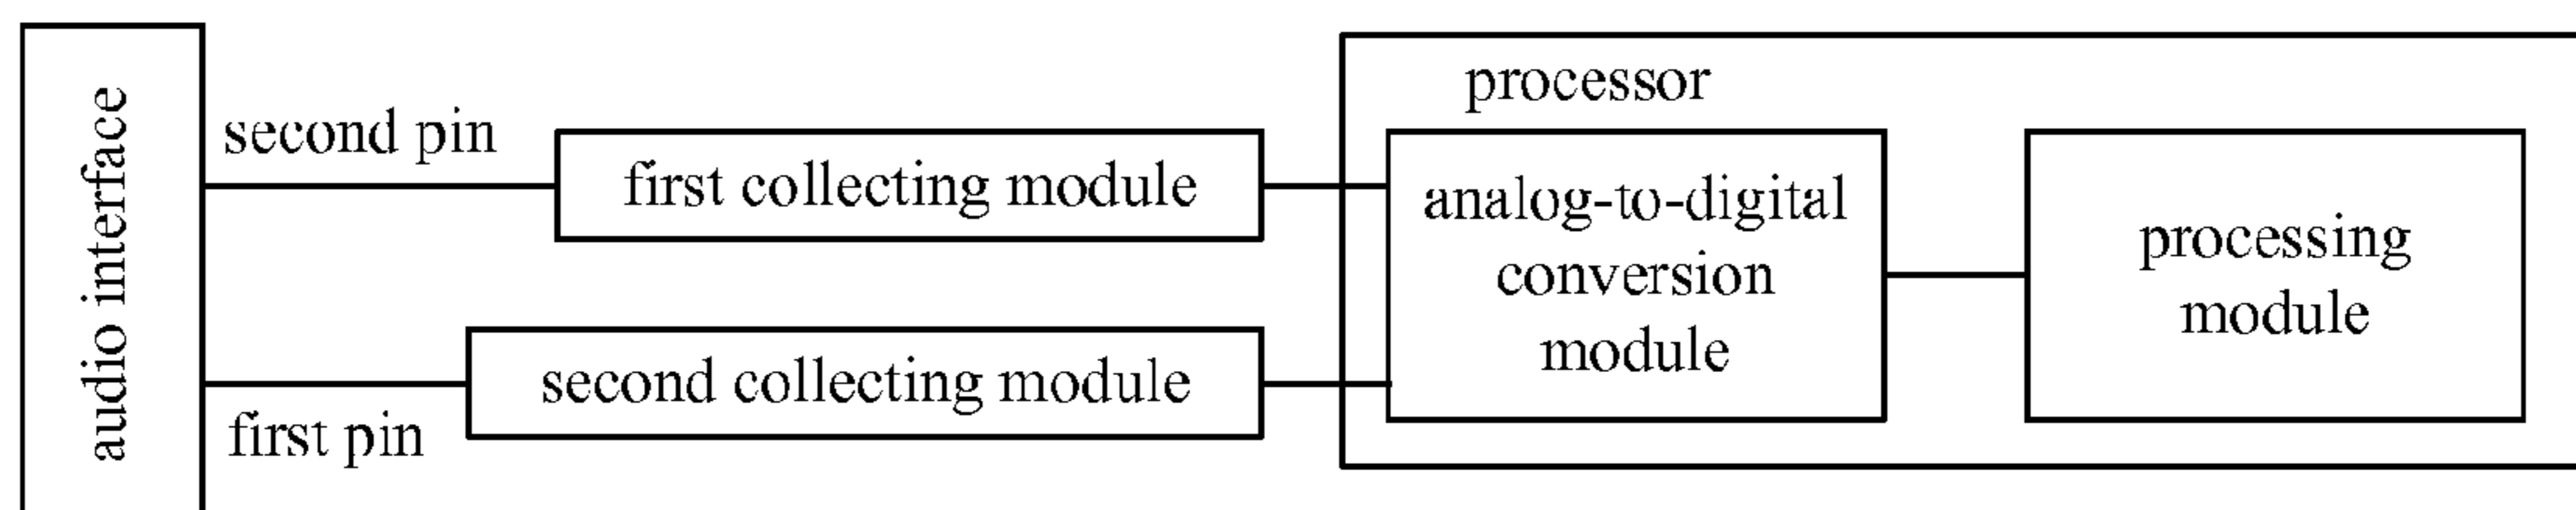 audio interface
second pin
first pin
first collecting module
second collecting module
processor
analog-to-digital
conversion
module
processing
module